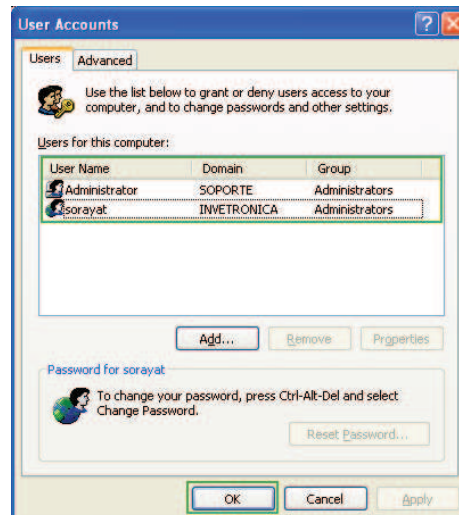 User Accounts
Users Advanced
Use the list below to grant or deny users access to your
computer, and to change passwords and other settings.
Users for this computer:
User Name Domain Group
Administrator SOPORTE Administrators
sorayat INVETRONICA Administrators
Add... Remove Properties
Password for sorayat
To change your password, press Ctrl-Alt-Del and select
Change Password.
Reset Password...
OK Cancel Apply